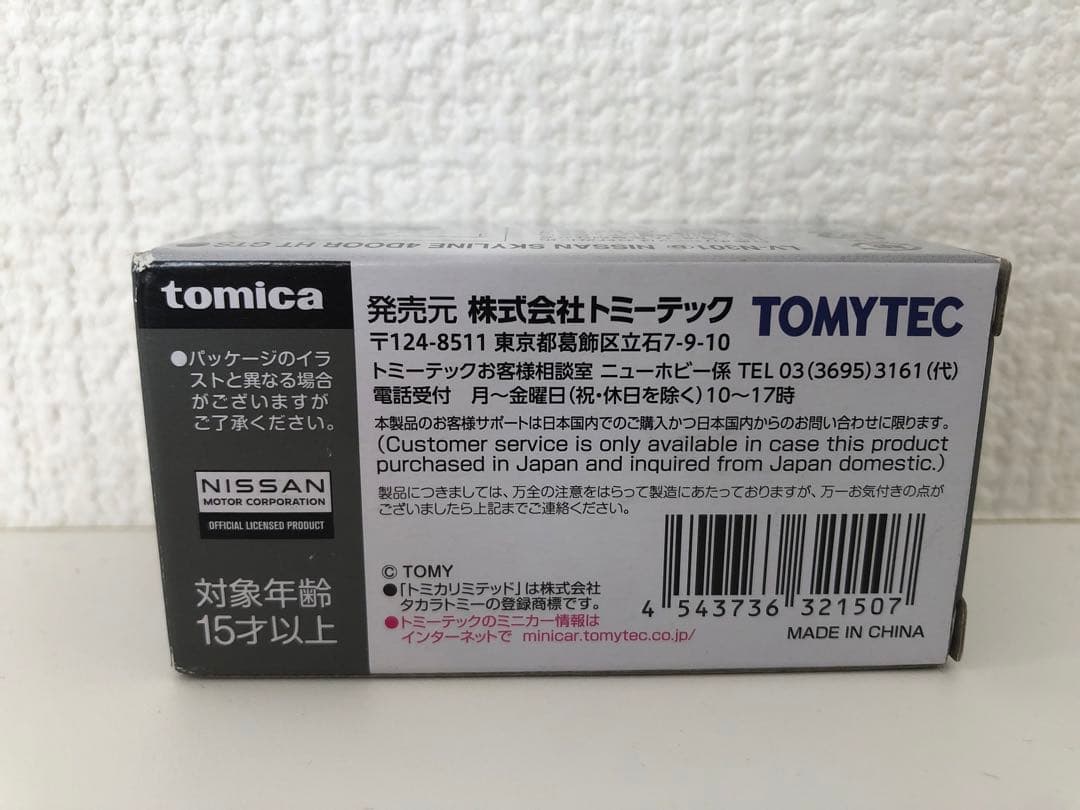 LV-N301 NISSAN SKYLINE 4DOOR HT GTS
tomica
●パッケージのイラ
ストと異なる場合
がございますが
ご了承ください。
NISSAN
MOTOR CORPORATION
OFFICIAL LICENSED PRODUCT
対象年齢
15才以上
発売元 株式会社トミーテック TOMYTEC
〒124-8511 東京都葛飾区立石7-9-10
トミーテックお客様相談室 ニューホビー係 TEL 03(3695)3161(代)
電話受付 月〜金曜日(祝・休日を除く)10〜17時
本製品のお客様サポートは日本国内でのご購入かつ日本国内からのお問い合わせに限ります。
(Customer service is only available in case this product
purchased in Japan and inquired from Japan domestic.)
製品につきましては、万全の注意をはらって製造にあたっておりますが、万一お気付きの点が
ございましたら上記までご連絡ください。
© TOMY
●「トミカリミテッド」は株式会社
タカラトミーの登録商標です。
●トミーテックのミニカー情報は
インターネットで minicar.tomytec.co.jp/
4 543736 321507
MADE IN CHINA